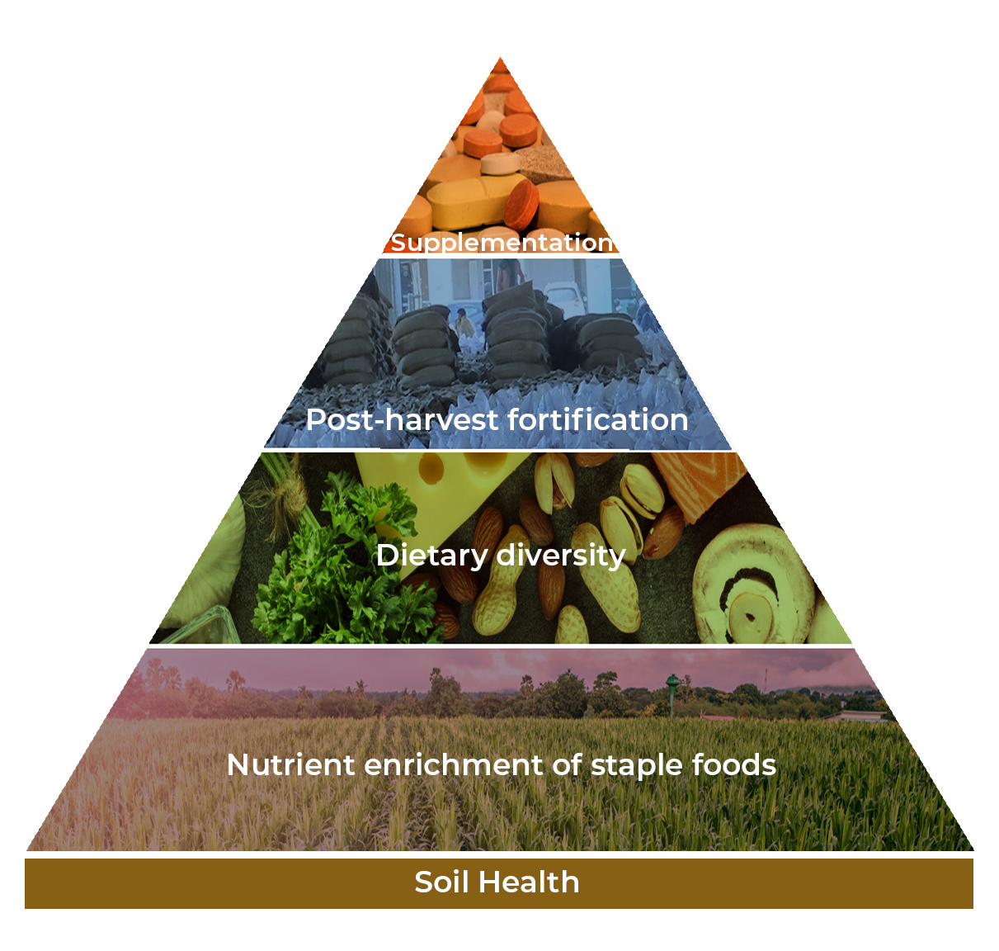 Supplementation
Post-harvest fortification
Dietary diversity
Nutrient enrichment of staple foods
Soil Health